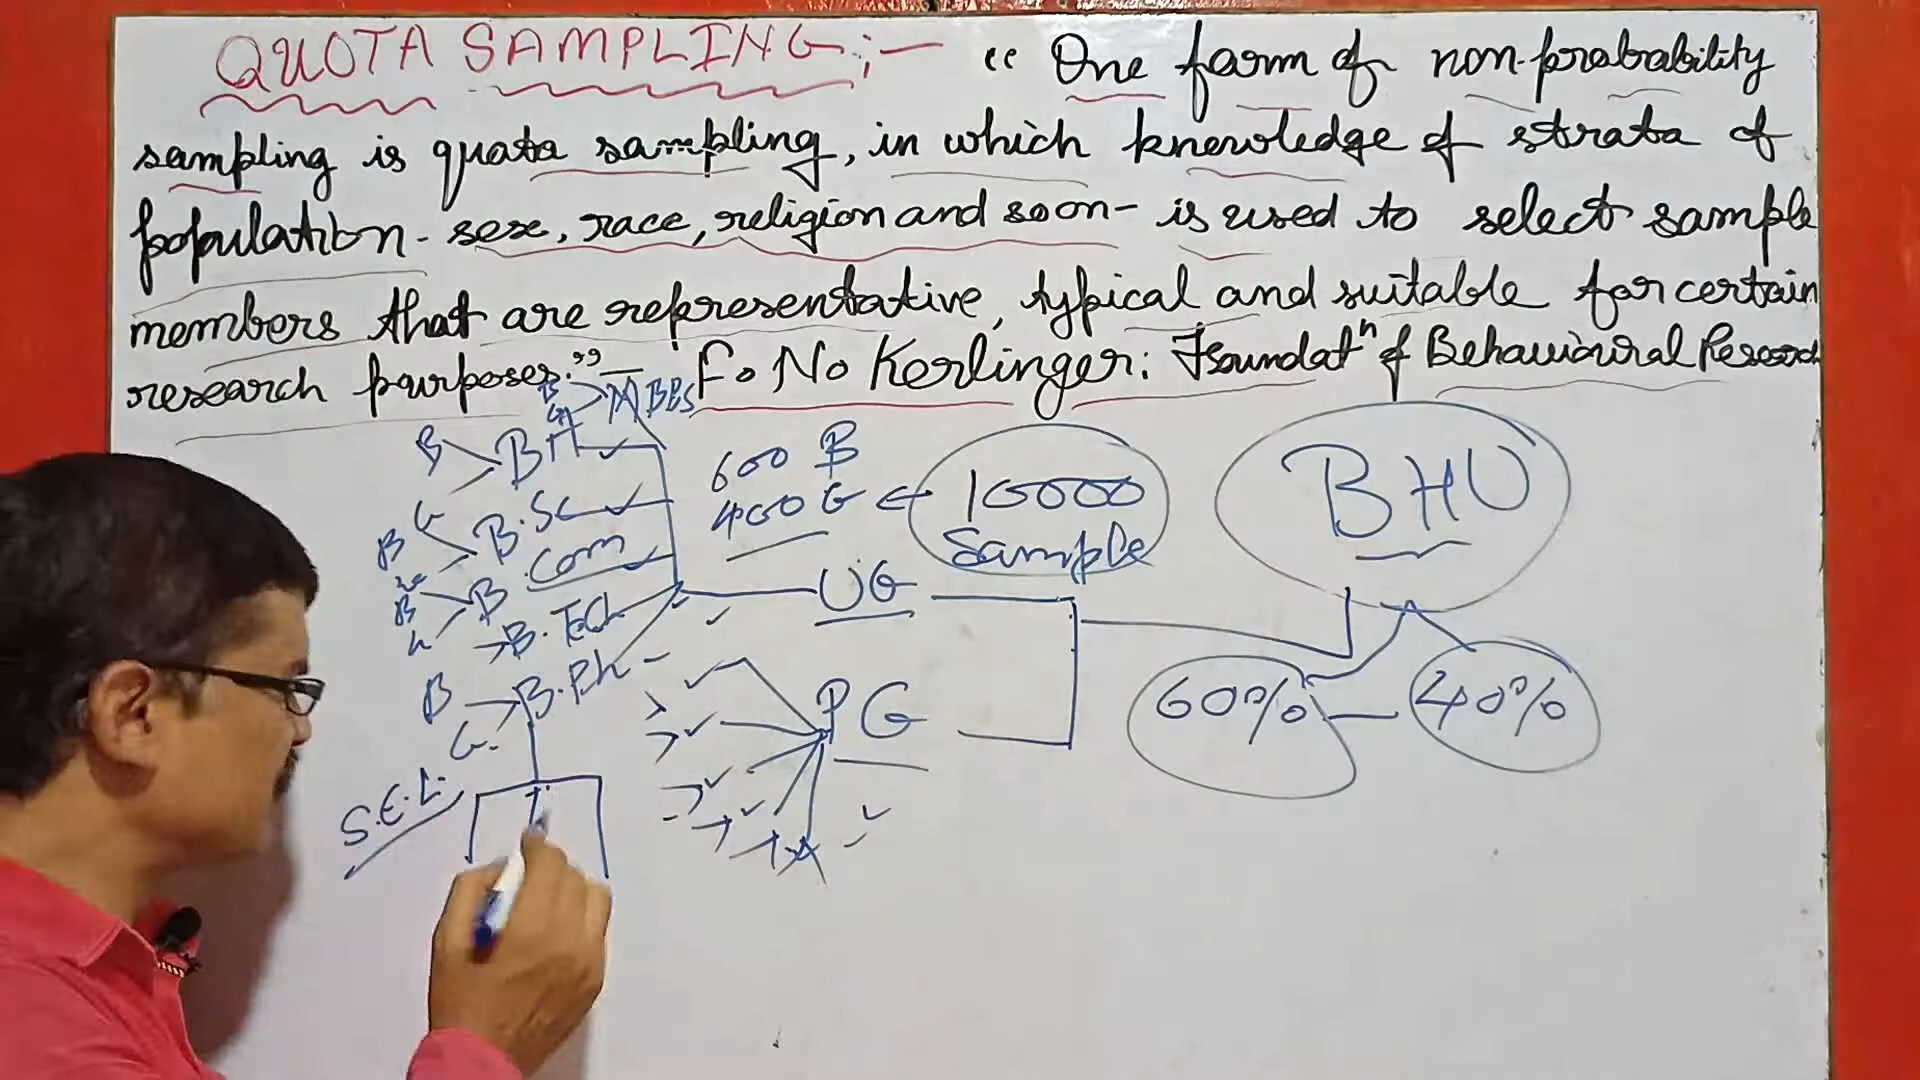 QUOTA SAMPLING:— “One form of non-probability
sampling is quota sampling, in which knowledge of strata of
population - sex, race, religion and so on - is used to select sample
members that are representative, typical and suitable for certain
research purposes.” — F. N. Kerlinger: Foundatⁿ of Behavioural Research
B G > MBBS
B G > BA
B > B.Sc
B > B.Com
→ B.Tech
B G. → B.Ph
S.E.L.
600 B
400 G ← 10000
Sample
UG
PG
BHU
60% — 40%